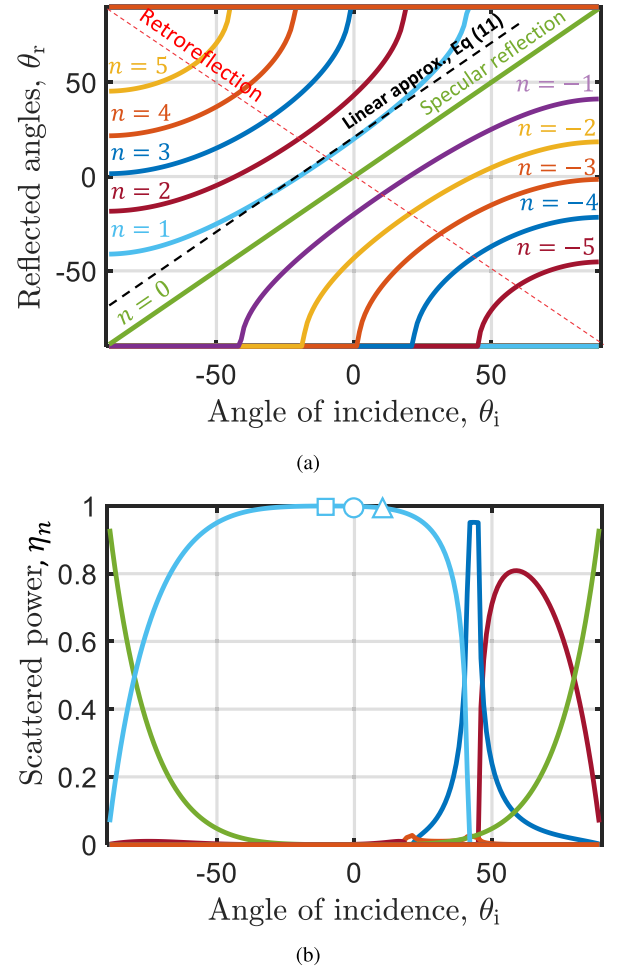 Reflected angles, θr
50
0
-50
Retroreflection
Linear approx., Eq (11)
Specular reflection
n = 5
n = 4
n = 3
n = 2
n = 1
n = 0
n = −1
n = −2
n = −3
n = −4
n = −5
-50 0 50
Angle of incidence, θi
(a)
Scattered power, ηn
1
0.8
0.6
0.4
0.2
0
-50 0 50
Angle of incidence, θi
(b)